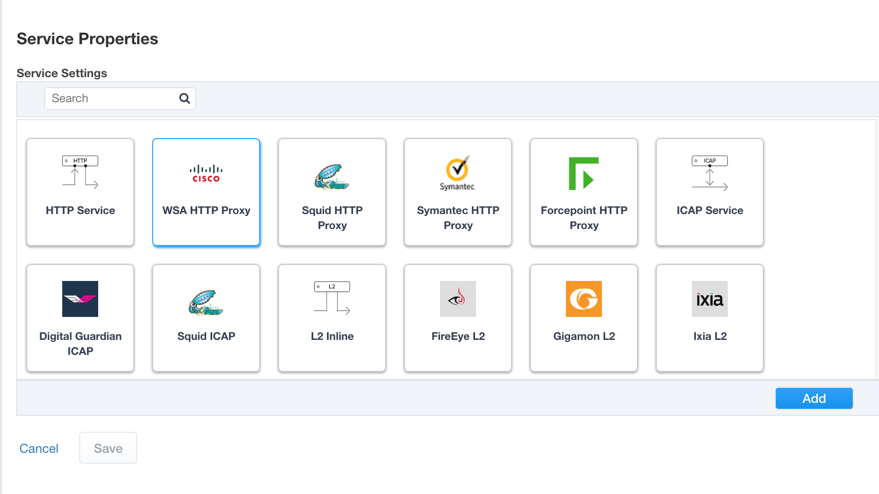 Service Properties
Service Settings
Search
HTTP
HTTP Service
CISCO
WSA HTTP Proxy
Squid HTTP
Proxy
Symantec.
Symantec HTTP
Proxy
Forcepoint HTTP
Proxy
ICAP
ICAP Service
Digital Guardian
ICAP
Squid ICAP
L2
L2 Inline
FireEye L2
G
Gigamon L2
ixia
Ixia L2
Add
Cancel
Save